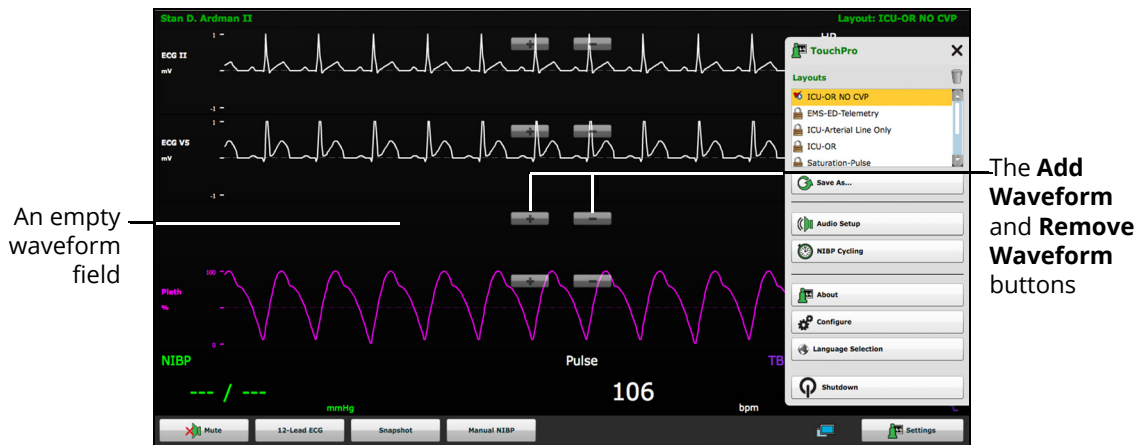 Stan D. Ardman II
Layout: ICU-OR NO CVP
1
ECG II
mV
-1
+
−
HR
1
ECG V5
mV
-1
+
−
+
−
100
Pleth
%
0
+
−
NIBP
--- / ---
mmHg
Pulse
106
bpm
TB
°C
TouchPro
Layouts
ICU-OR NO CVP
EMS-ED-Telemetry
ICU-Arterial Line Only
ICU-OR
Saturation-Pulse
Save As...
Audio Setup
NIBP Cycling
About
Configure
Language Selection
Shutdown
Mute
12-Lead ECG
Snapshot
Manual NIBP
Settings
An empty
waveform
field
The Add
Waveform
and Remove
Waveform
buttons